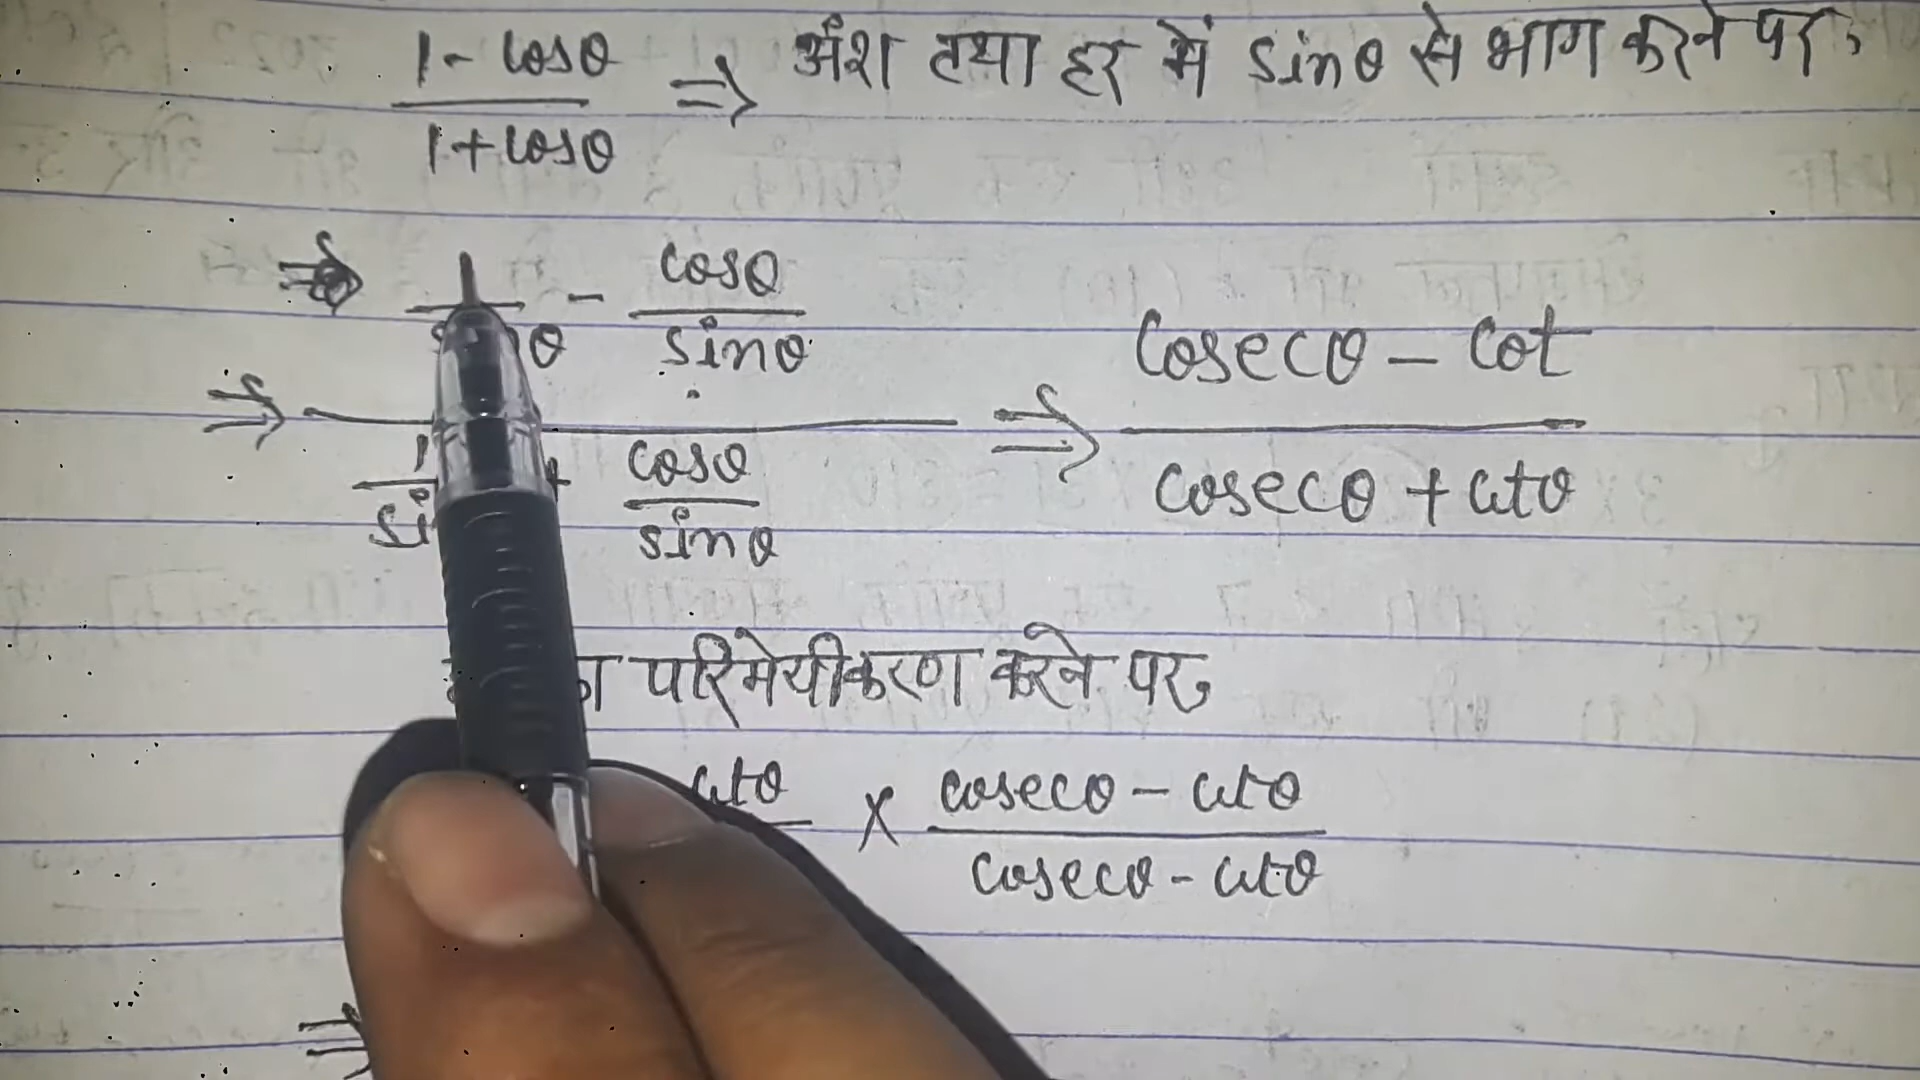 1 - cosθ
⇒ अंश तथा हर में sinθ से भाग करने पर,
1 + cosθ
⇒ - cosθ
θ sinθ
⇒ ⇒ cosecθ - cot
cosecθ + cotθ
1 + cosθ
sinθ
परिमेयीकरण करने पर,
cotθ × cosecθ - cotθ
cosecθ - cotθ
⇒